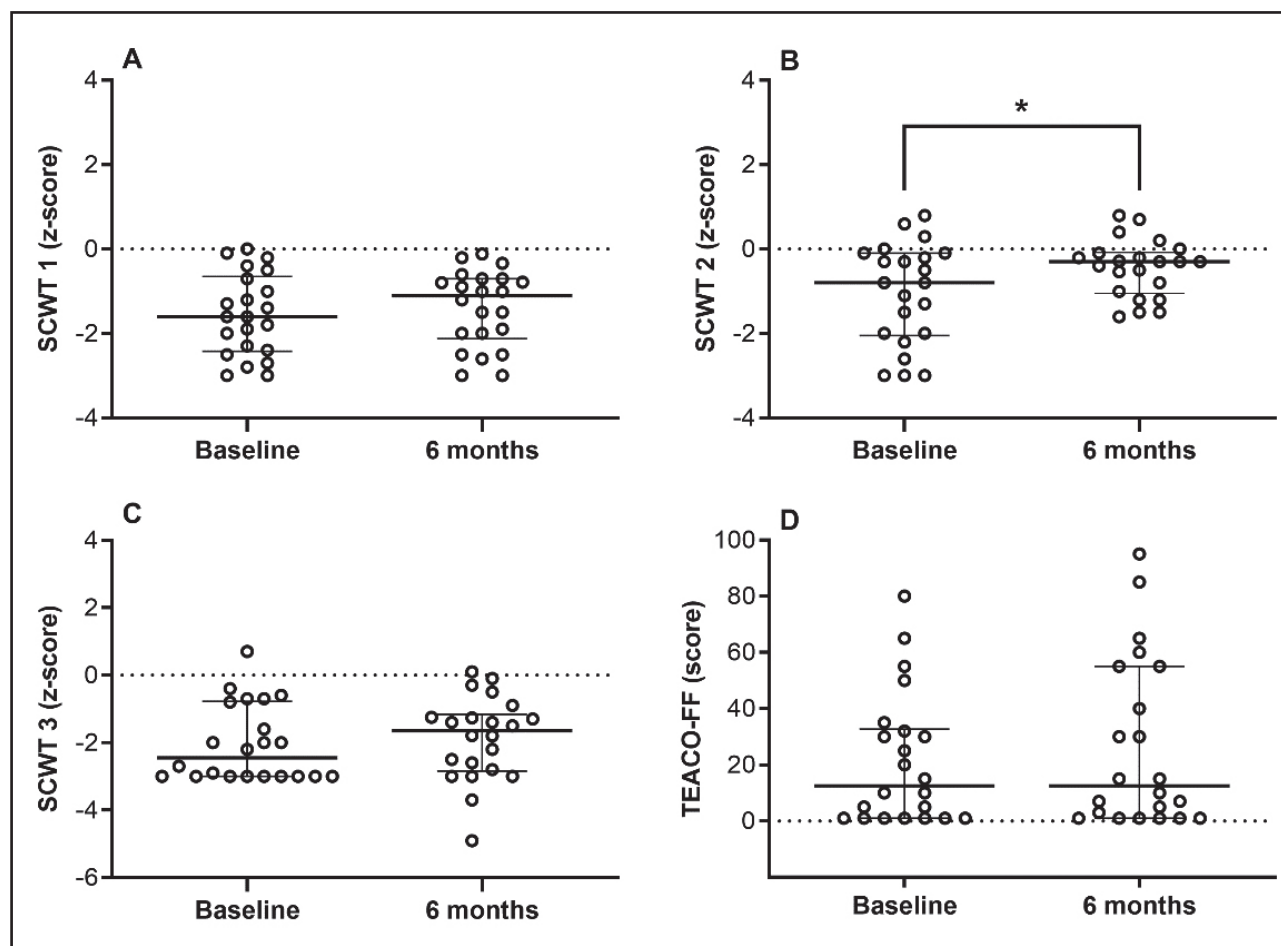 A
SCWT 1 (z-score)
4
2
0
-2
-4
Baseline 6 months
B
*
SCWT 2 (z-score)
4
2
0
-2
-4
Baseline 6 months
C
SCWT 3 (z-score)
4
2
0
-2
-4
-6
Baseline 6 months
D
TEACO-FF (score)
100
80
60
40
20
0
Baseline 6 months